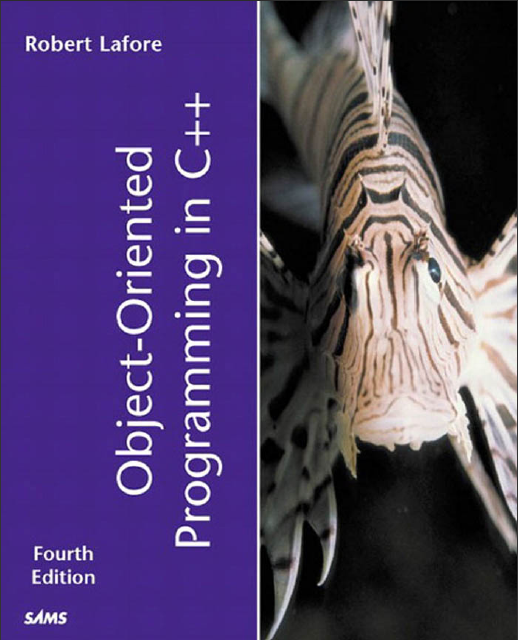 Robert Lafore
Object-Oriented
Programming in C++
Fourth
Edition
SAMS